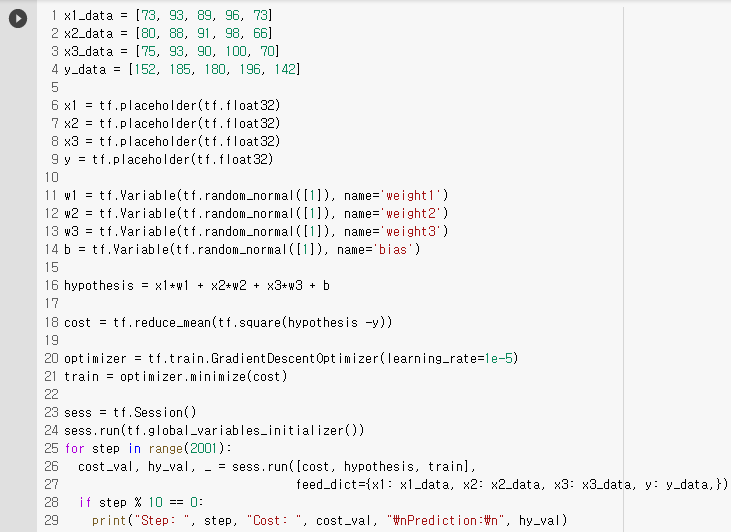 1 x1_data = [73, 93, 89, 96, 73]
2 x2_data = [80, 88, 91, 98, 66]
3 x3_data = [75, 93, 90, 100, 70]
4 y_data = [152, 185, 180, 196, 142]
5
6 x1 = tf.placeholder(tf.float32)
7 x2 = tf.placeholder(tf.float32)
8 x3 = tf.placeholder(tf.float32)
9 y = tf.placeholder(tf.float32)
10
11 w1 = tf.Variable(tf.random_normal([1]), name='weight1')
12 w2 = tf.Variable(tf.random_normal([1]), name='weight2')
13 w3 = tf.Variable(tf.random_normal([1]), name='weight3')
14 b = tf.Variable(tf.random_normal([1]), name='bias')
15
16 hypothesis = x1*w1 + x2*w2 + x3*w3 + b
17
18 cost = tf.reduce_mean(tf.square(hypothesis -y))
19
20 optimizer = tf.train.GradientDescentOptimizer(learning_rate=1e-5)
21 train = optimizer.minimize(cost)
22
23 sess = tf.Session()
24 sess.run(tf.global_variables_initializer())
25 for step in range(2001):
26   cost_val, hy_val, _ = sess.run([cost, hypothesis, train],
27                                  feed_dict={x1: x1_data, x2: x2_data, x3: x3_data, y: y_data,})
28   if step % 10 == 0:
29     print("Step: ", step, "Cost: ", cost_val, "₩nPrediction:₩n", hy_val)